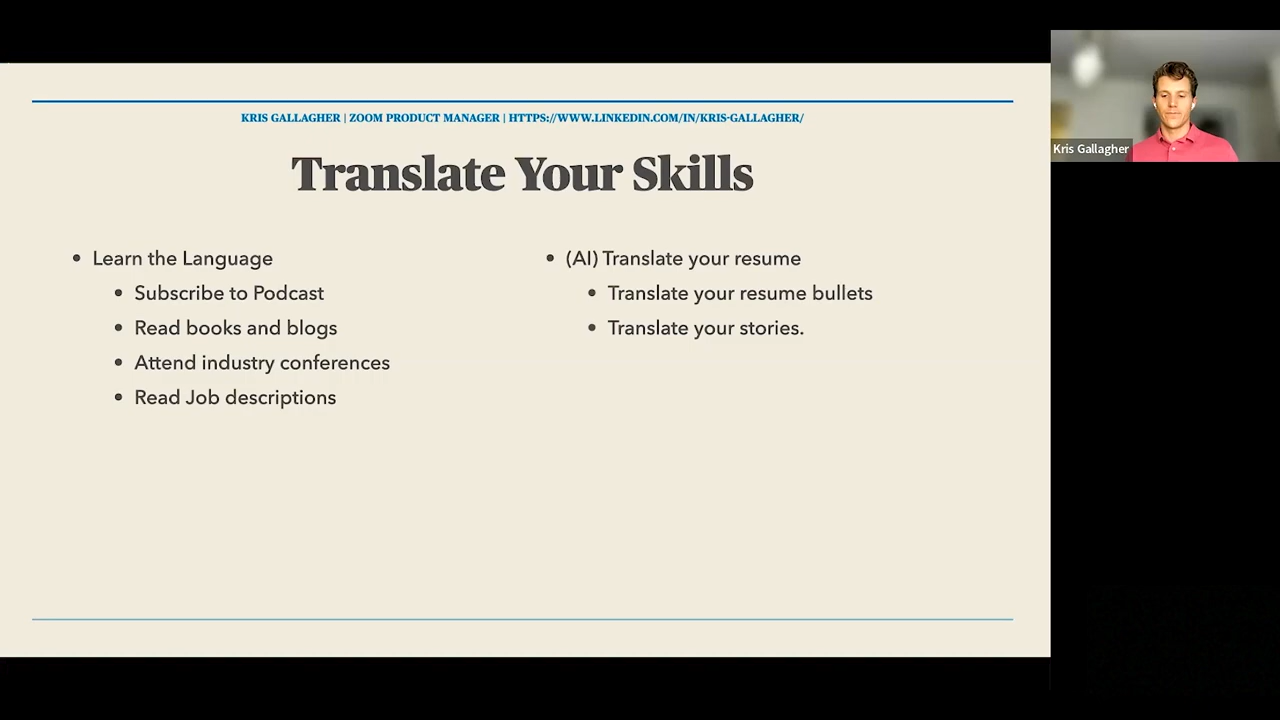 KRIS GALLAGHER | ZOOM PRODUCT MANAGER | HTTPS://WWW.LINKEDIN.COM/IN/KRIS-GALLAGHER/
Translate Your Skills
• Learn the Language
• Subscribe to Podcast
• Read books and blogs
• Attend industry conferences
• Read Job descriptions
• (AI) Translate your resume
• Translate your resume bullets
• Translate your stories.
Kris Gallagher